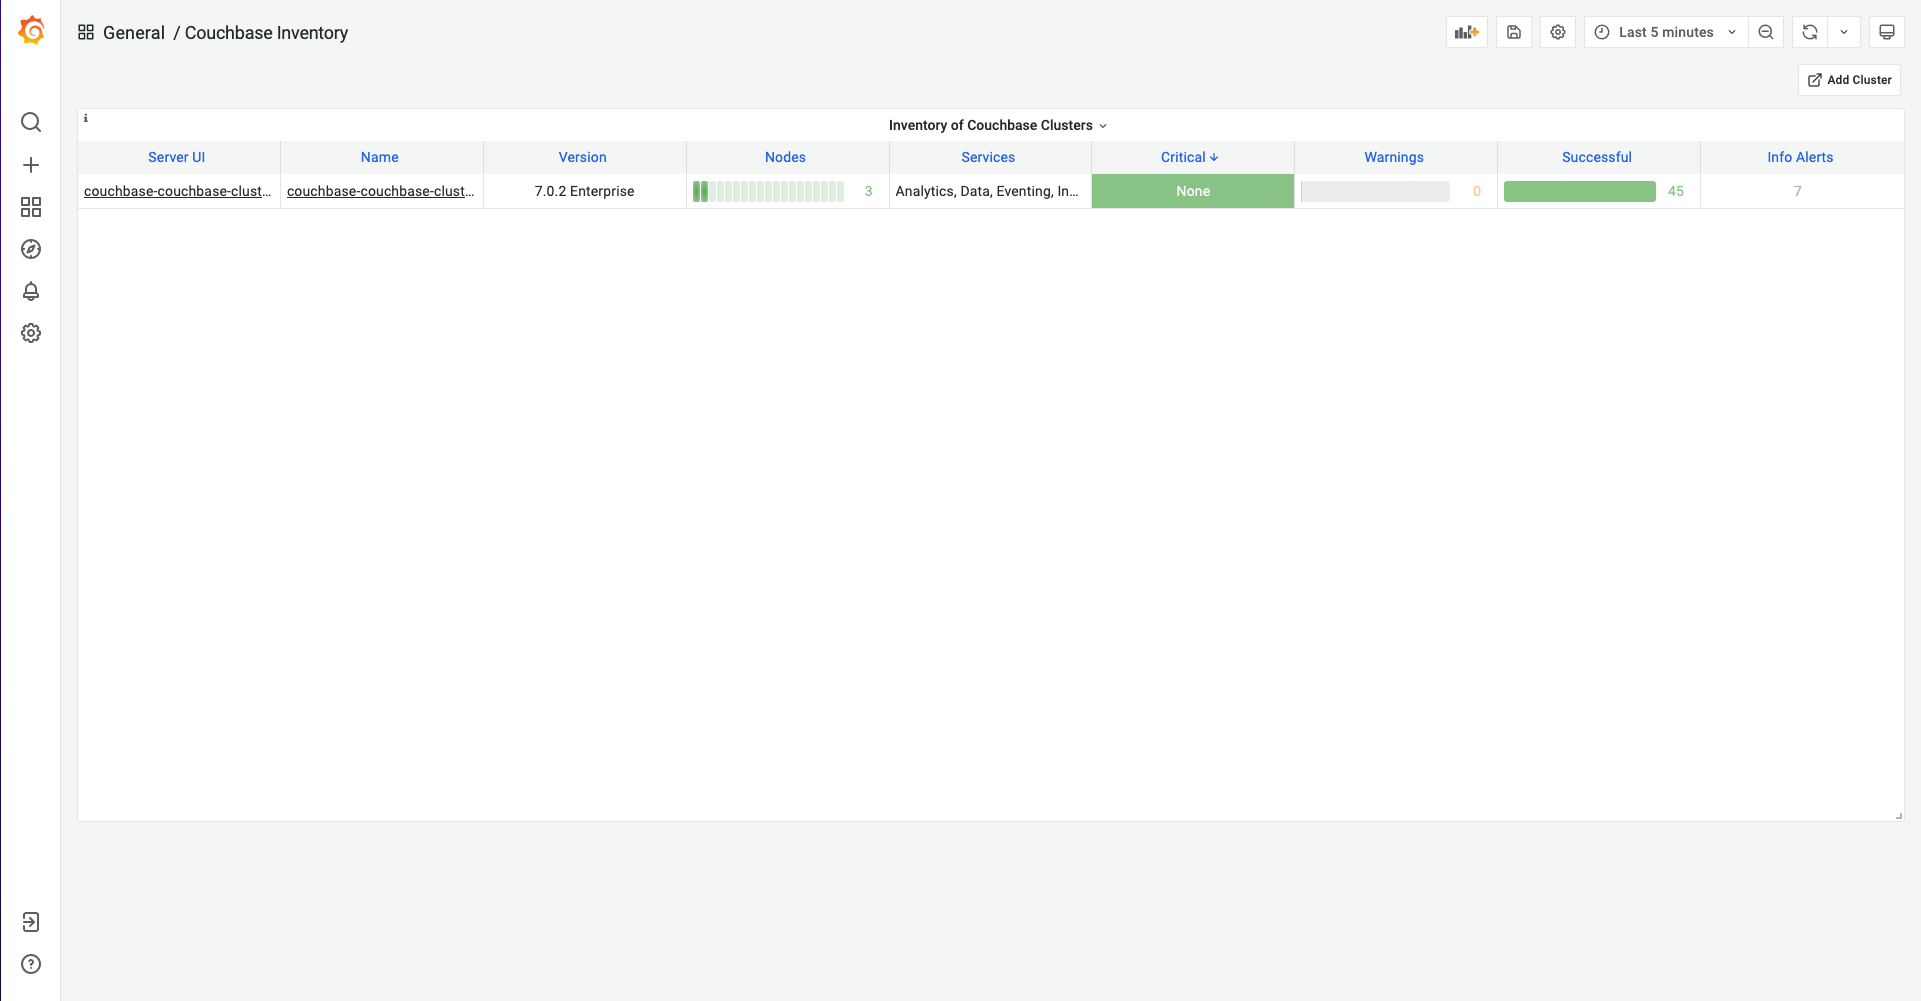 General / Couchbase Inventory
Last 5 minutes
Add Cluster
i
Inventory of Couchbase Clusters
Server UI Name Version Nodes Services Critical Warnings Successful Info Alerts
couchbase-couchbase-clust... couchbase-couchbase-clust... 7.0.2 Enterprise 3 Analytics, Data, Eventing, In... None 0 45 7